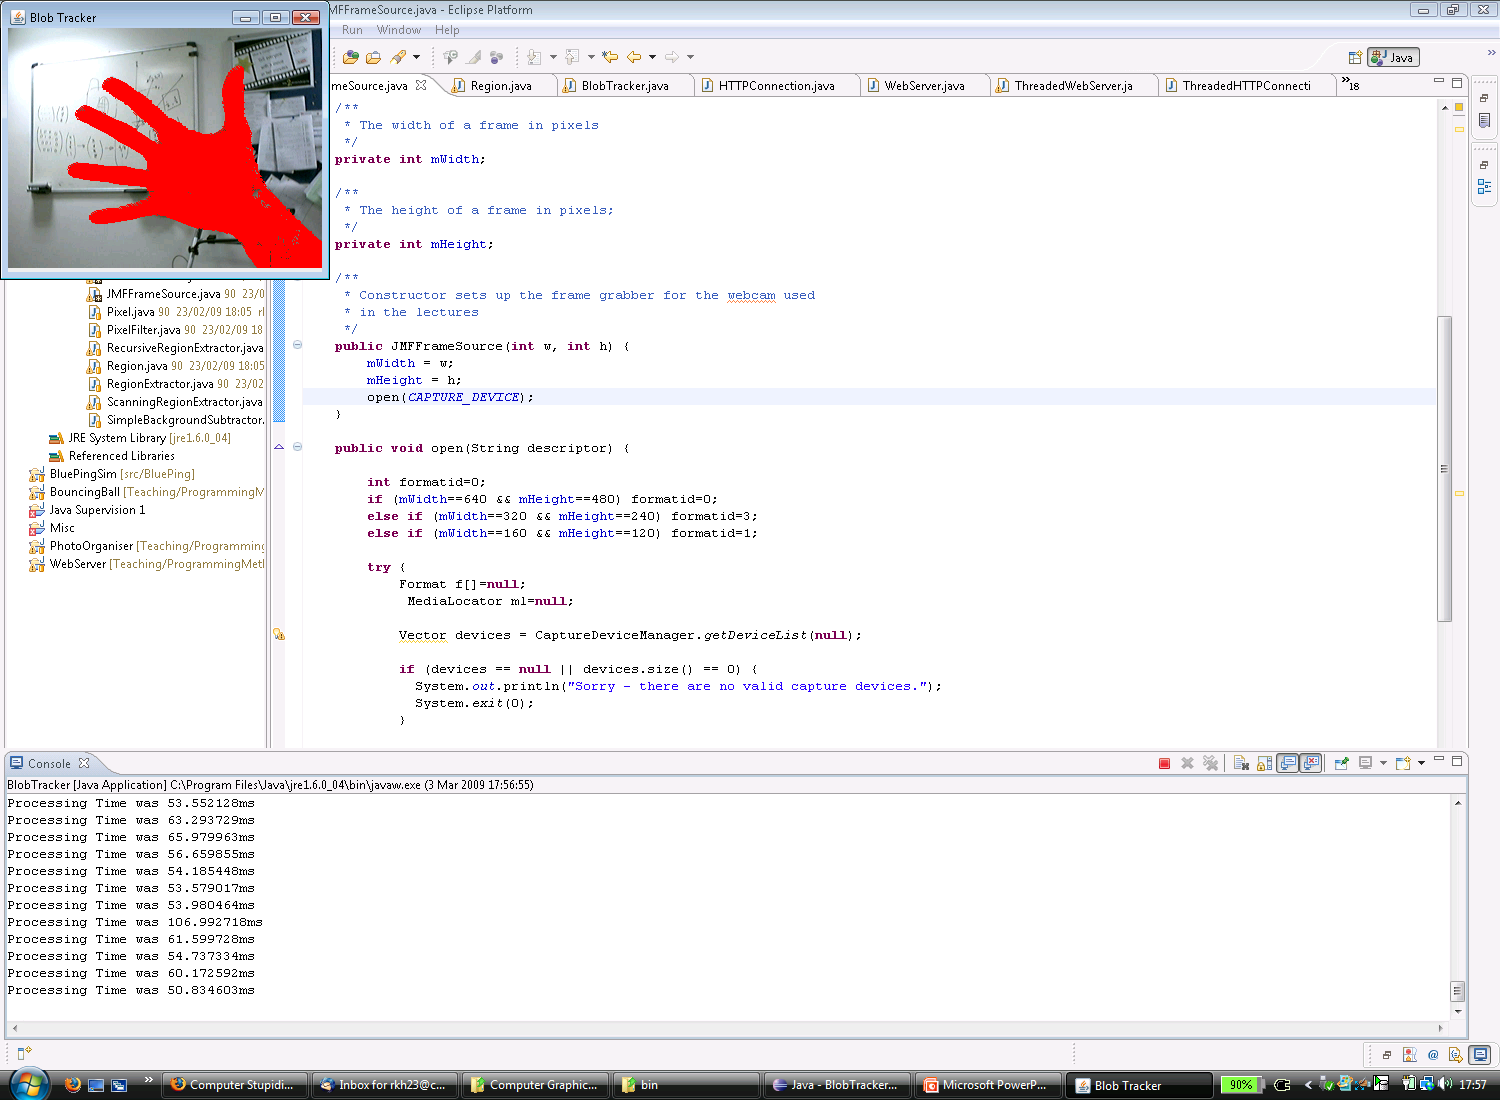 Blob Tracker
MFFrameSource.java - Eclipse Platform
Run Window Help
meSource.java
Region.java
BlobTracker.java
HTTPConnection.java
WebServer.java
ThreadedWebServer.ja
ThreadedHTTPConnecti
»18
Java
/**
* The width of a frame in pixels
*/
private int mWidth;
/**
* The height of a frame in pixels;
*/
private int mHeight;
/**
* Constructor sets up the frame grabber for the webcam used
* in the lectures
*/
public JMFFrameSource(int w, int h) {
mWidth = w;
mHeight = h;
open(CAPTURE_DEVICE);
}
public void open(String descriptor) {
int formatid=0;
if (mWidth==640 && mHeight==480) formatid=0;
else if (mWidth==320 && mHeight==240) formatid=3;
else if (mWidth==160 && mHeight==120) formatid=1;
try {
Format f[]=null;
MediaLocator ml=null;
Vector devices = CaptureDeviceManager.getDeviceList(null);
if (devices == null || devices.size() == 0) {
System.out.println("Sorry - there are no valid capture devices.");
System.exit(0);
}
JMFFrameSource.java 90 23/0
Pixel.java 90 23/02/09 18:05 rl
PixelFilter.java 90 23/02/09 18
RecursiveRegionExtractor.java
Region.java 90 23/02/09 18:05
RegionExtractor.java 90 23/02
ScanningRegionExtractor.java
SimpleBackgroundSubtractor.
JRE System Library [jre1.6.0_04]
Referenced Libraries
BluePingSim [src/BluePing]
BouncingBall [Teaching/ProgrammingM
Java Supervision 1
Misc
PhotoOrganiser [Teaching/Programming
WebServer [Teaching/ProgrammingMetl
Console
BlobTracker [Java Application] C:\Program Files\Java\jre1.6.0_04\bin\javaw.exe (3 Mar 2009 17:56:55)
Processing Time was 53.552128ms
Processing Time was 63.293729ms
Processing Time was 65.979963ms
Processing Time was 56.659855ms
Processing Time was 54.185448ms
Processing Time was 53.579017ms
Processing Time was 53.980464ms
Processing Time was 106.992718ms
Processing Time was 61.599728ms
Processing Time was 54.737334ms
Processing Time was 60.172592ms
Processing Time was 50.834603ms
Computer Stupidi...
Inbox for rkh23@c...
Computer Graphic...
bin
Java - BlobTracker...
Microsoft PowerP...
Blob Tracker
90%
17:57